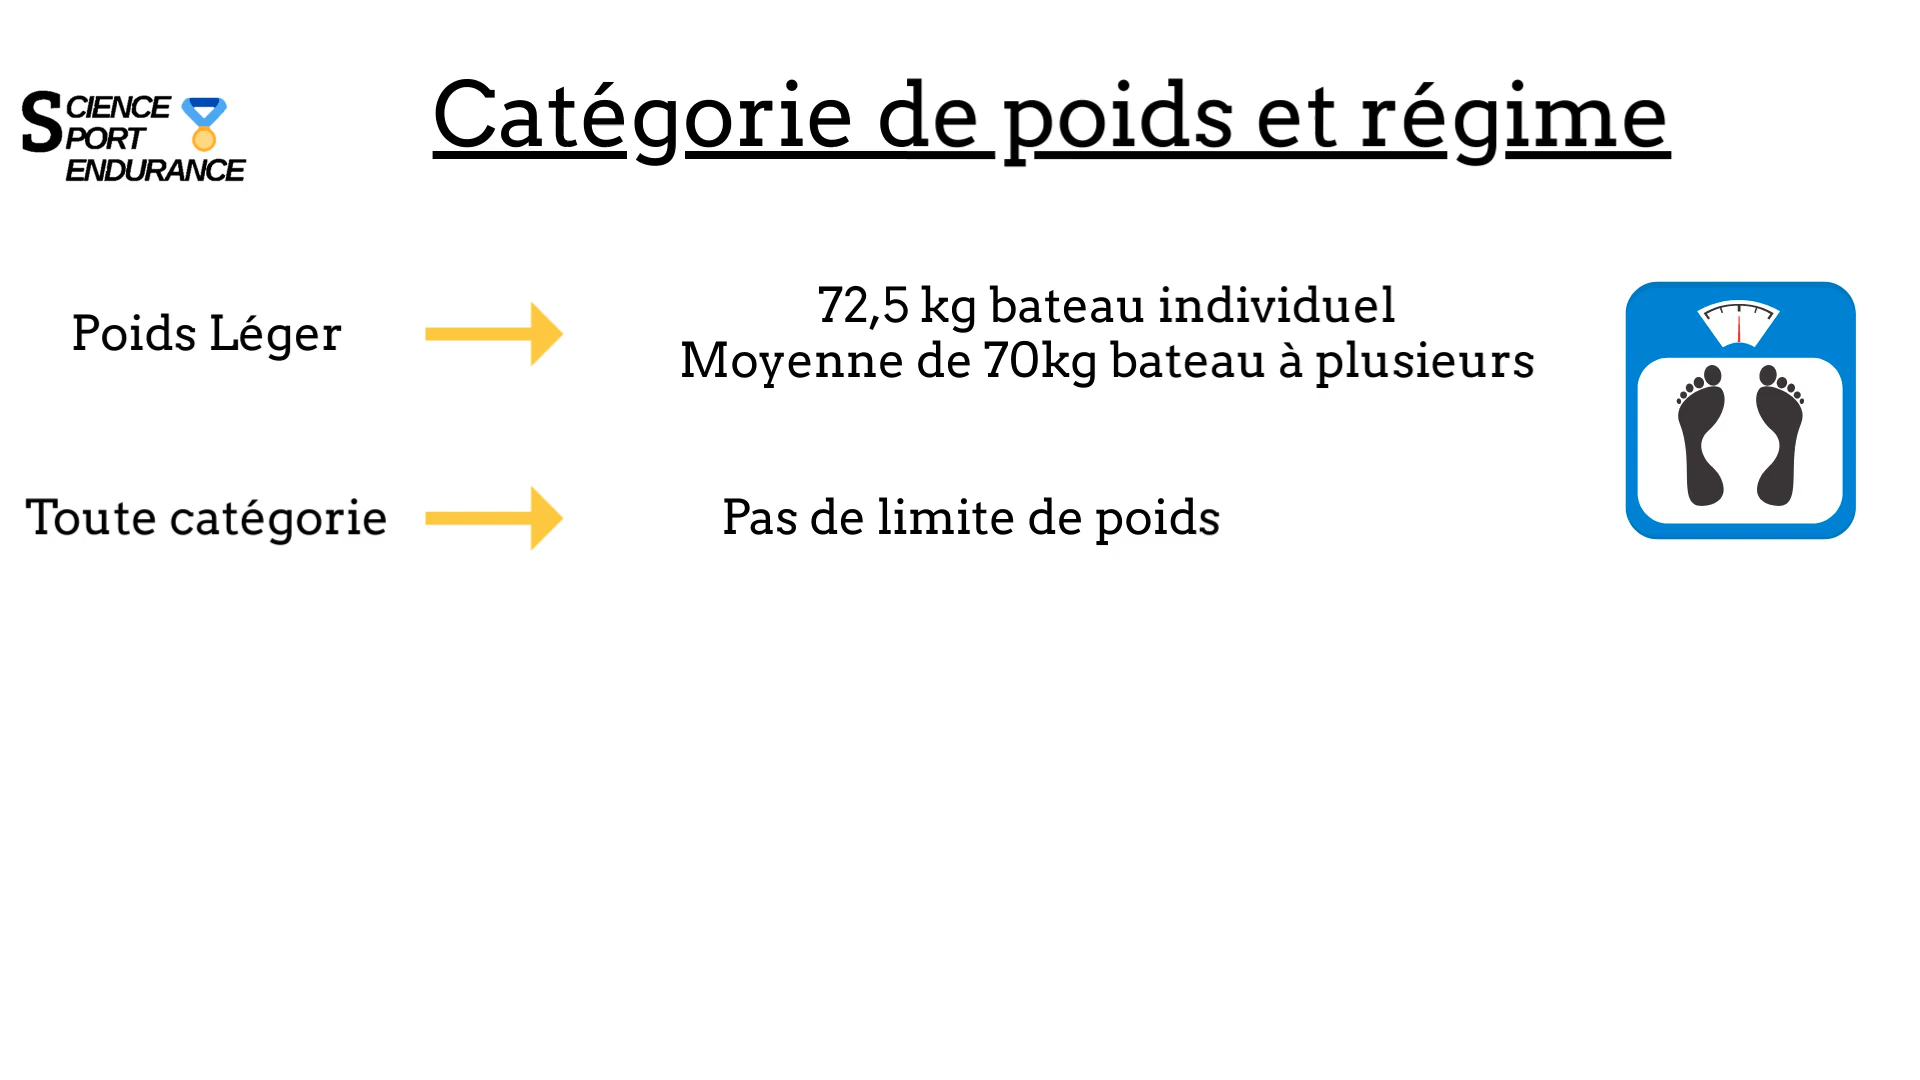 SCIENCE
SPORT
ENDURANCE
Catégorie de poids et régime
Poids Léger
72,5 kg bateau individuel
Moyenne de 70kg bateau à plusieurs
Toute catégorie
Pas de limite de poids